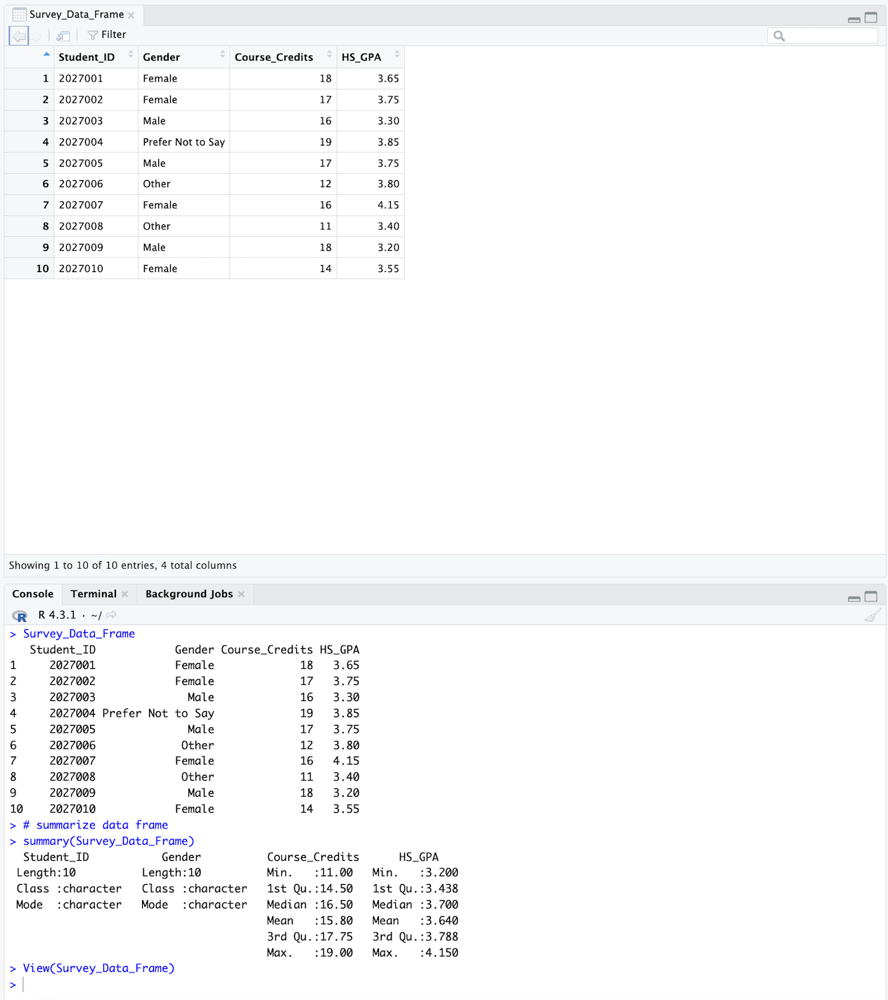 Survey_Data_Frame
Filter
Student_ID Gender Course_Credits HS_GPA
1 2027001 Female 18 3.65
2 2027002 Female 17 3.75
3 2027003 Male 16 3.30
4 2027004 Prefer Not to Say 19 3.85
5 2027005 Male 17 3.75
6 2027006 Other 12 3.80
7 2027007 Female 16 4.15
8 2027008 Other 11 3.40
9 2027009 Male 18 3.20
10 2027010 Female 14 3.55
Showing 1 to 10 of 10 entries, 4 total columns
Console Terminal Background Jobs
R R 4.3.1 · ~/
> Survey_Data_Frame
Student_ID Gender Course_Credits HS_GPA
1 2027001 Female 18 3.65
2 2027002 Female 17 3.75
3 2027003 Male 16 3.30
4 2027004 Prefer Not to Say 19 3.85
5 2027005 Male 17 3.75
6 2027006 Other 12 3.80
7 2027007 Female 16 4.15
8 2027008 Other 11 3.40
9 2027009 Male 18 3.20
10 2027010 Female 14 3.55
> # summarize data frame
> summary(Survey_Data_Frame)
Student_ID Gender Course_Credits HS_GPA
Length:10 Length:10 Min. :11.00 Min. :3.200
Class :character Class :character 1st Qu.:14.50 1st Qu.:3.438
Mode :character Mode :character Median :16.50 Median :3.700
Mean :15.80 Mean :3.640
3rd Qu.:17.75 3rd Qu.:3.788
Max. :19.00 Max. :4.150
> View(Survey_Data_Frame)
>